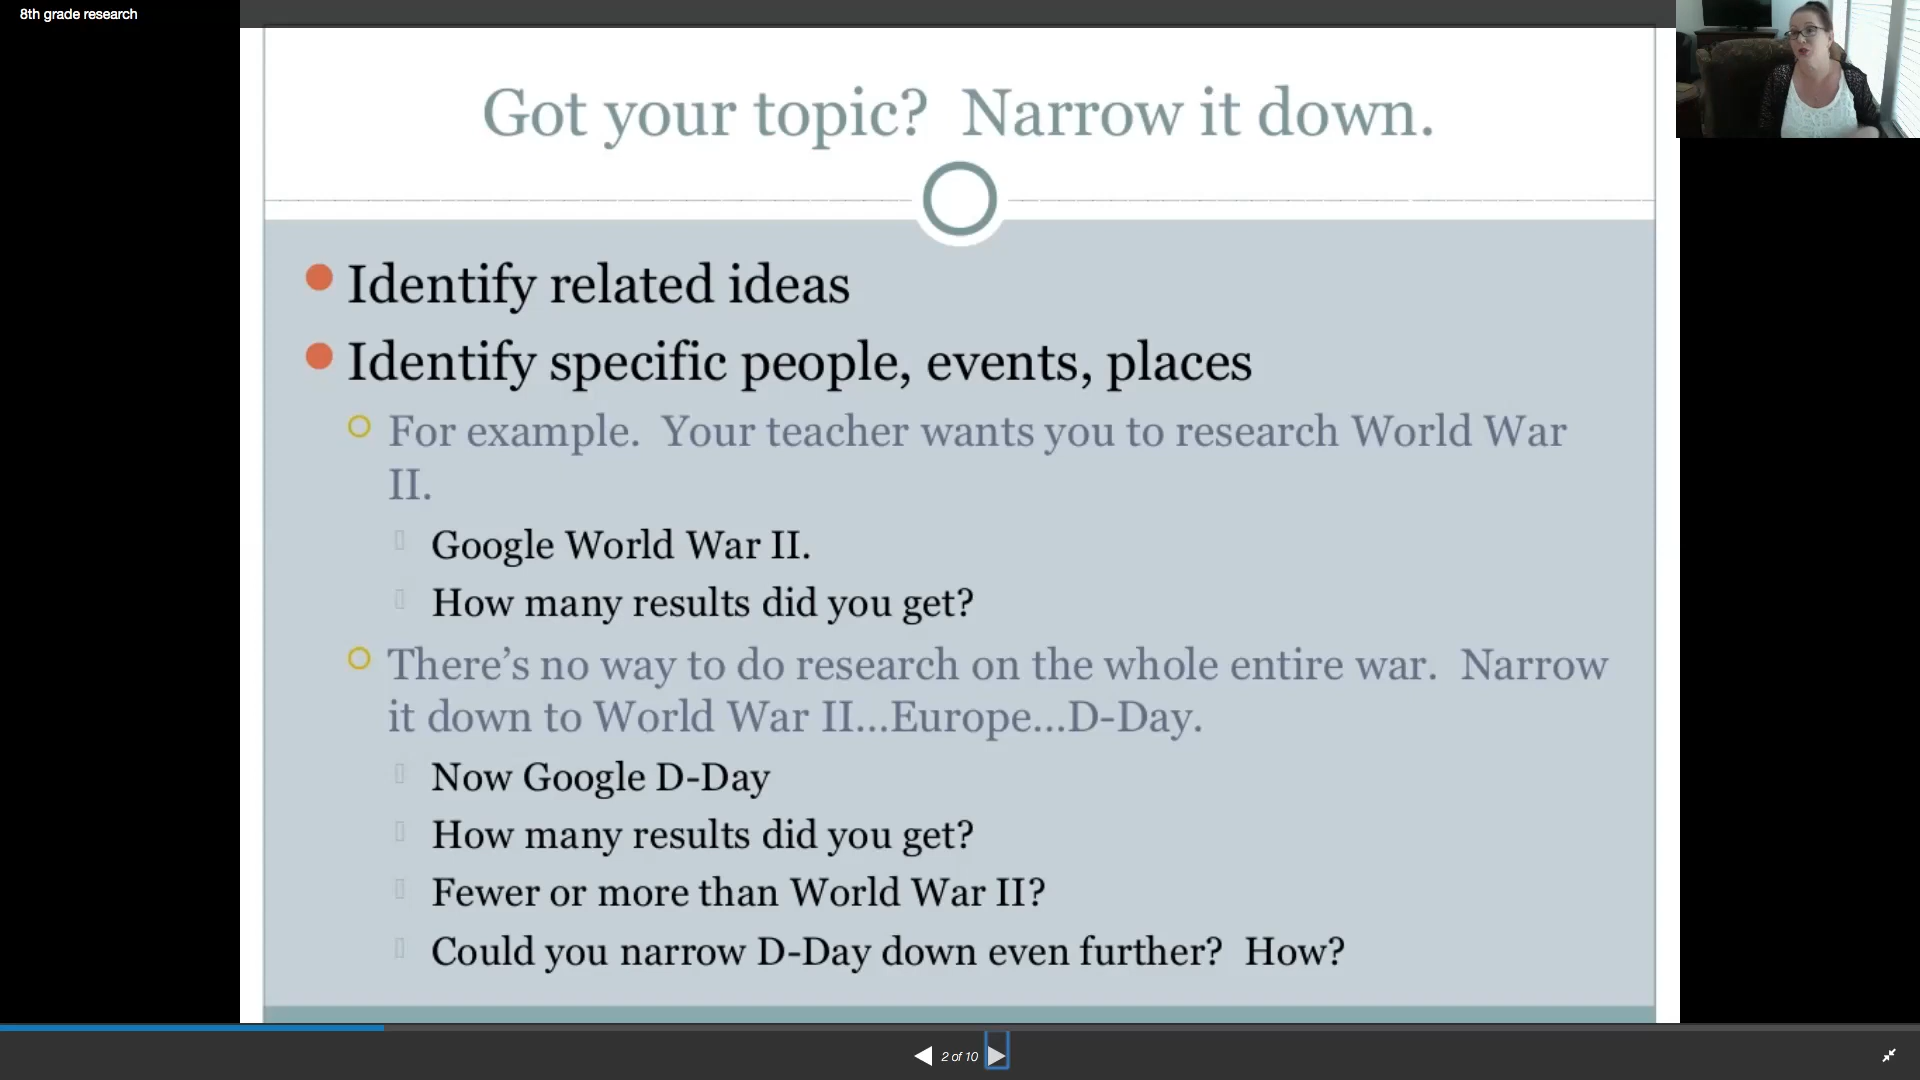 8th grade research
Got your topic?  Narrow it down.
Identify related ideas
Identify specific people, events, places
For example.  Your teacher wants you to research World War
II.
Google World War II.
How many results did you get?
There’s no way to do research on the whole entire war.  Narrow
it down to World War II...Europe...D-Day.
Now Google D-Day
How many results did you get?
Fewer or more than World War II?
Could you narrow D-Day down even further?  How?
2 of 10